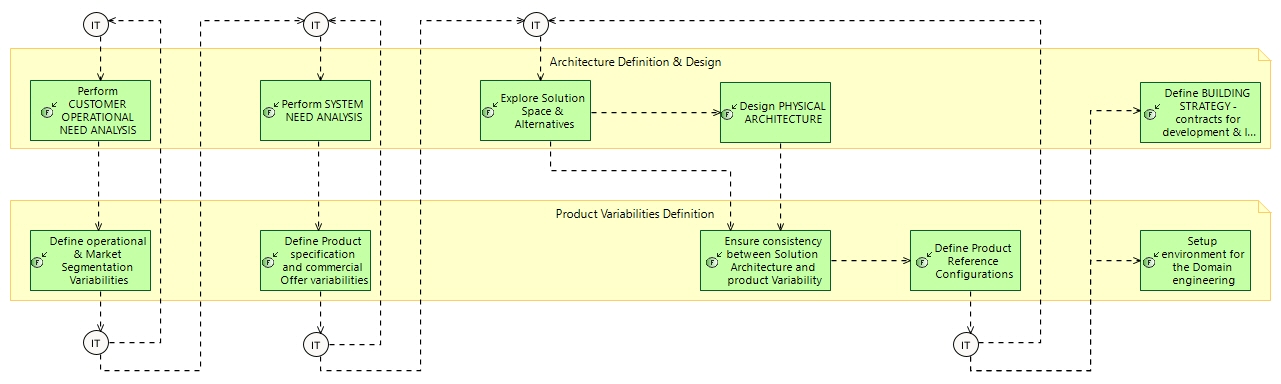 IT
IT
IT
Architecture Definition & Design
Perform
CUSTOMER
OPERATIONAL
NEED ANALYSIS
F
Perform SYSTEM
NEED ANALYSIS
F
Explore Solution
Space &
Alternatives
F
Design PHYSICAL
ARCHITECTURE
F
Define BUILDING
STRATEGY -
contracts for
development & I...
F
Product Variabilities Definition
Define operational
& Market
Segmentation
Variabilities
F
Define Product
specification
and commercial
Offer variabilities
F
Ensure consistency
between Solution
Architecture and
product Variability
F
Define Product
Reference
Configurations
F
Setup
environment for
the Domain
engineering
F
IT
IT
IT